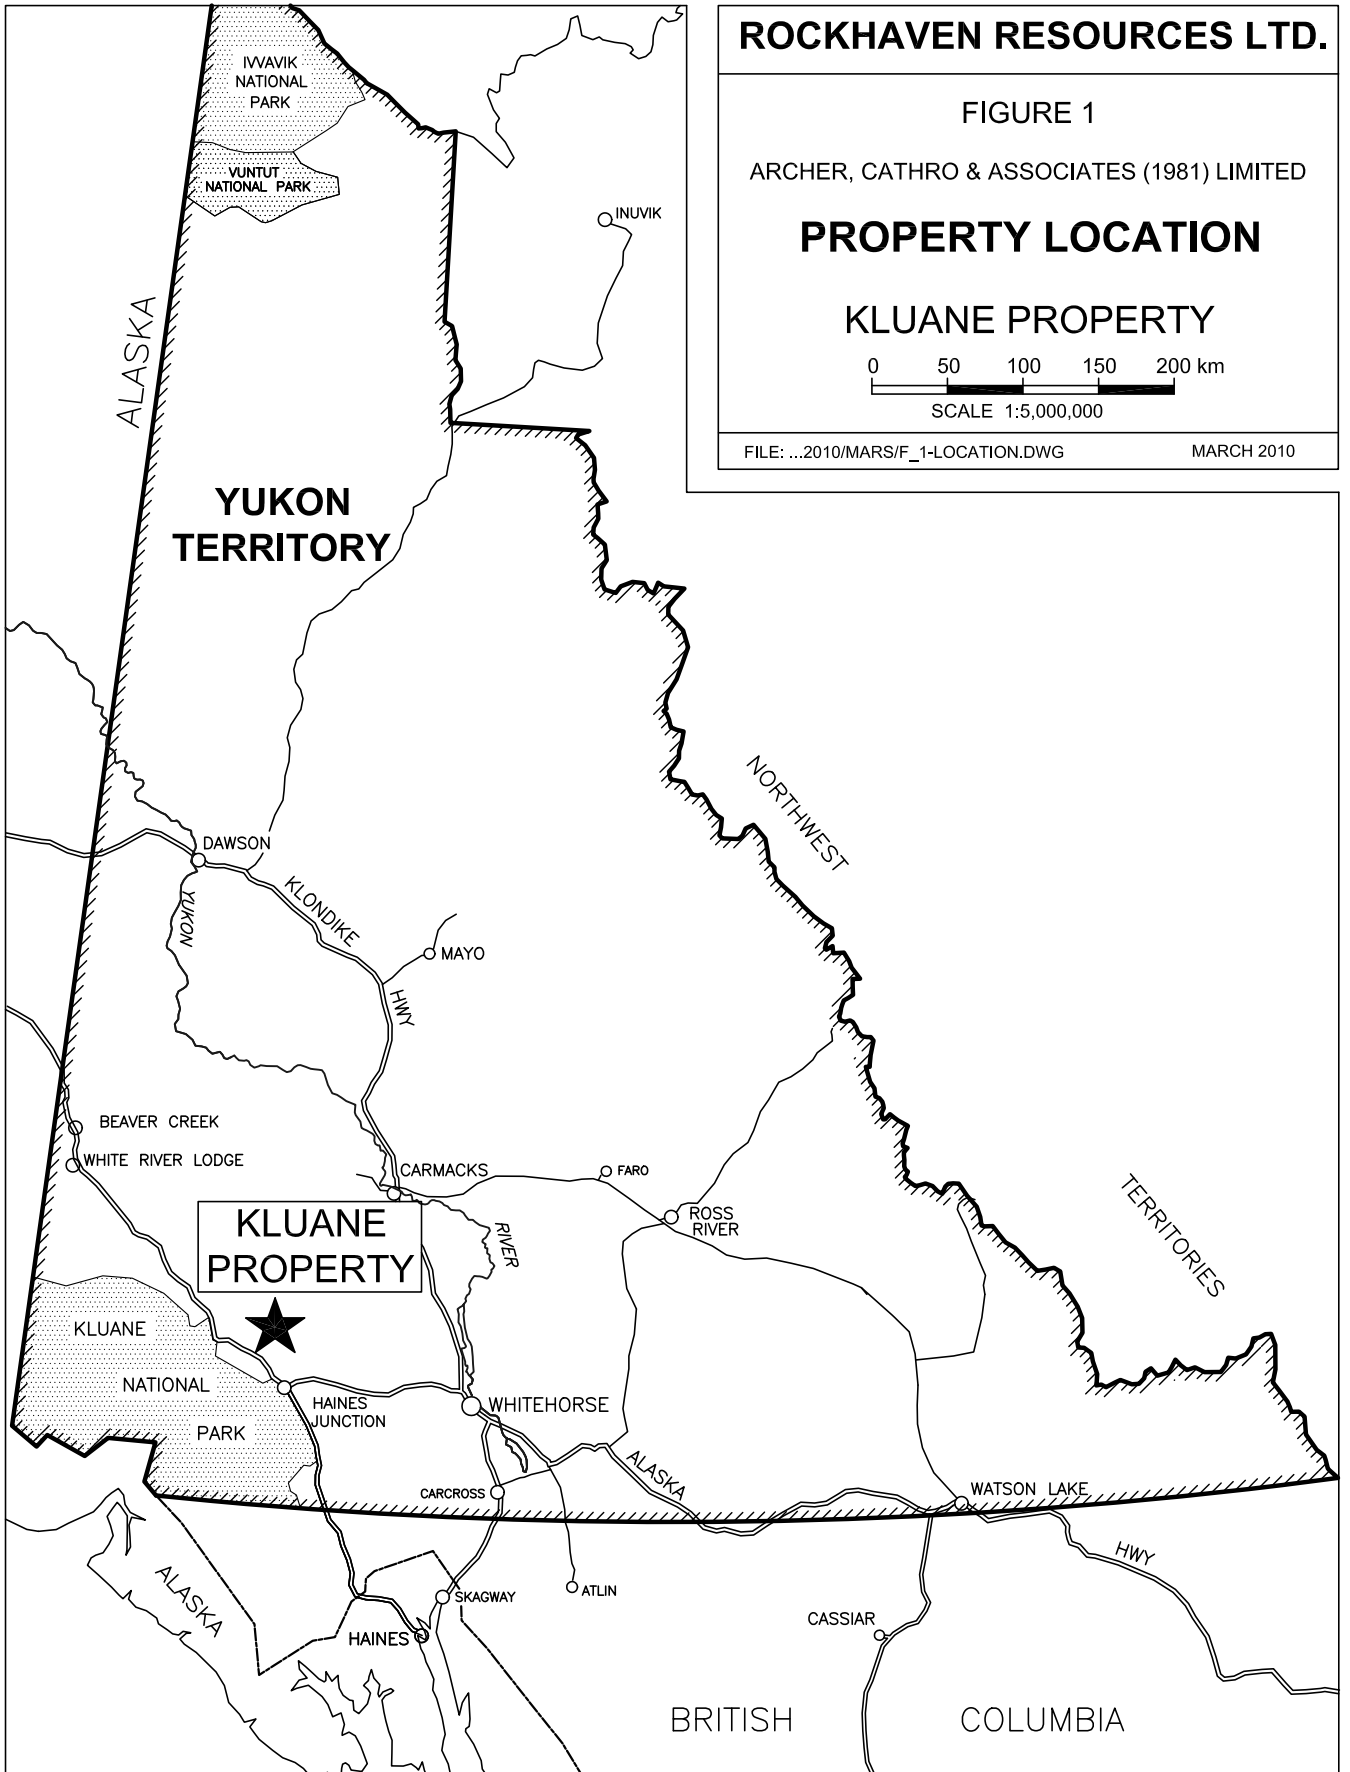 ROCKHAVEN RESOURCES LTD.
FIGURE 1
ARCHER, CATHRO & ASSOCIATES (1981) LIMITED
PROPERTY LOCATION
KLUANE PROPERTY
0 50 100 150 200 km
SCALE 1:5,000,000
FILE: ...2010/MARS/F_1-LOCATION.DWG
MARCH 2010
IVVAVIK
NATIONAL
PARK
VUNTUT
NATIONAL PARK
INUVIK
ALASKA
YUKON
TERRITORY
NORTHWEST
TERRITORIES
DAWSON
YUKON
KLONDIKE
HWY
MAYO
BEAVER CREEK
WHITE RIVER LODGE
CARMACKS
FARO
ROSS
RIVER
RIVER
KLUANE
PROPERTY
KLUANE
NATIONAL
PARK
HAINES
JUNCTION
WHITEHORSE
CARCROSS
ALASKA
HWY
WATSON LAKE
ALASKA
SKAGWAY
ATLIN
HAINES
CASSIAR
BRITISH COLUMBIA